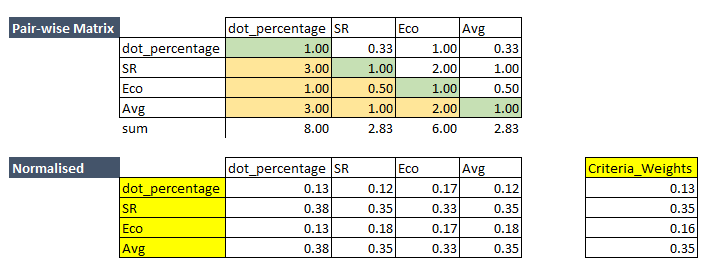 Pair-wise Matrix dot_percentage SR Eco Avg
dot_percentage 1.00 0.33 1.00 0.33
SR 3.00 1.00 2.00 1.00
Eco 1.00 0.50 1.00 0.50
Avg 3.00 1.00 2.00 1.00
sum 8.00 2.83 6.00 2.83
Normalised dot_percentage SR Eco Avg Criteria_Weights
dot_percentage 0.13 0.12 0.17 0.12 0.13
SR 0.38 0.35 0.33 0.35 0.35
Eco 0.13 0.18 0.17 0.18 0.16
Avg 0.38 0.35 0.33 0.35 0.35